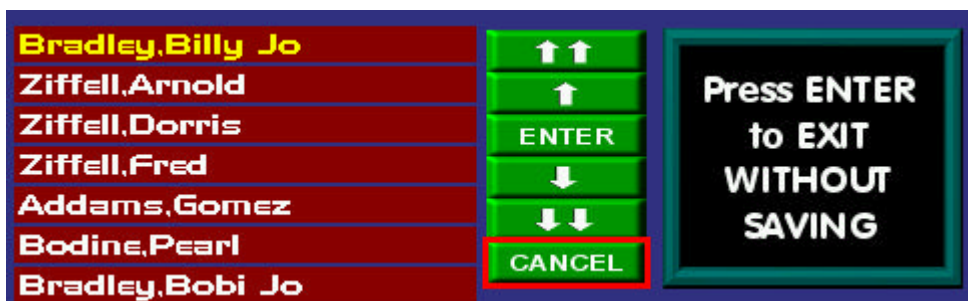 Bradley,Billy Jo
Ziffell,Arnold
Ziffell,Dorris
Ziffell,Fred
Addams,Gomez
Bodine,Pearl
Bradley,Bobi Jo
ENTER
CANCEL
Press ENTER
to EXIT
WITHOUT
SAVING